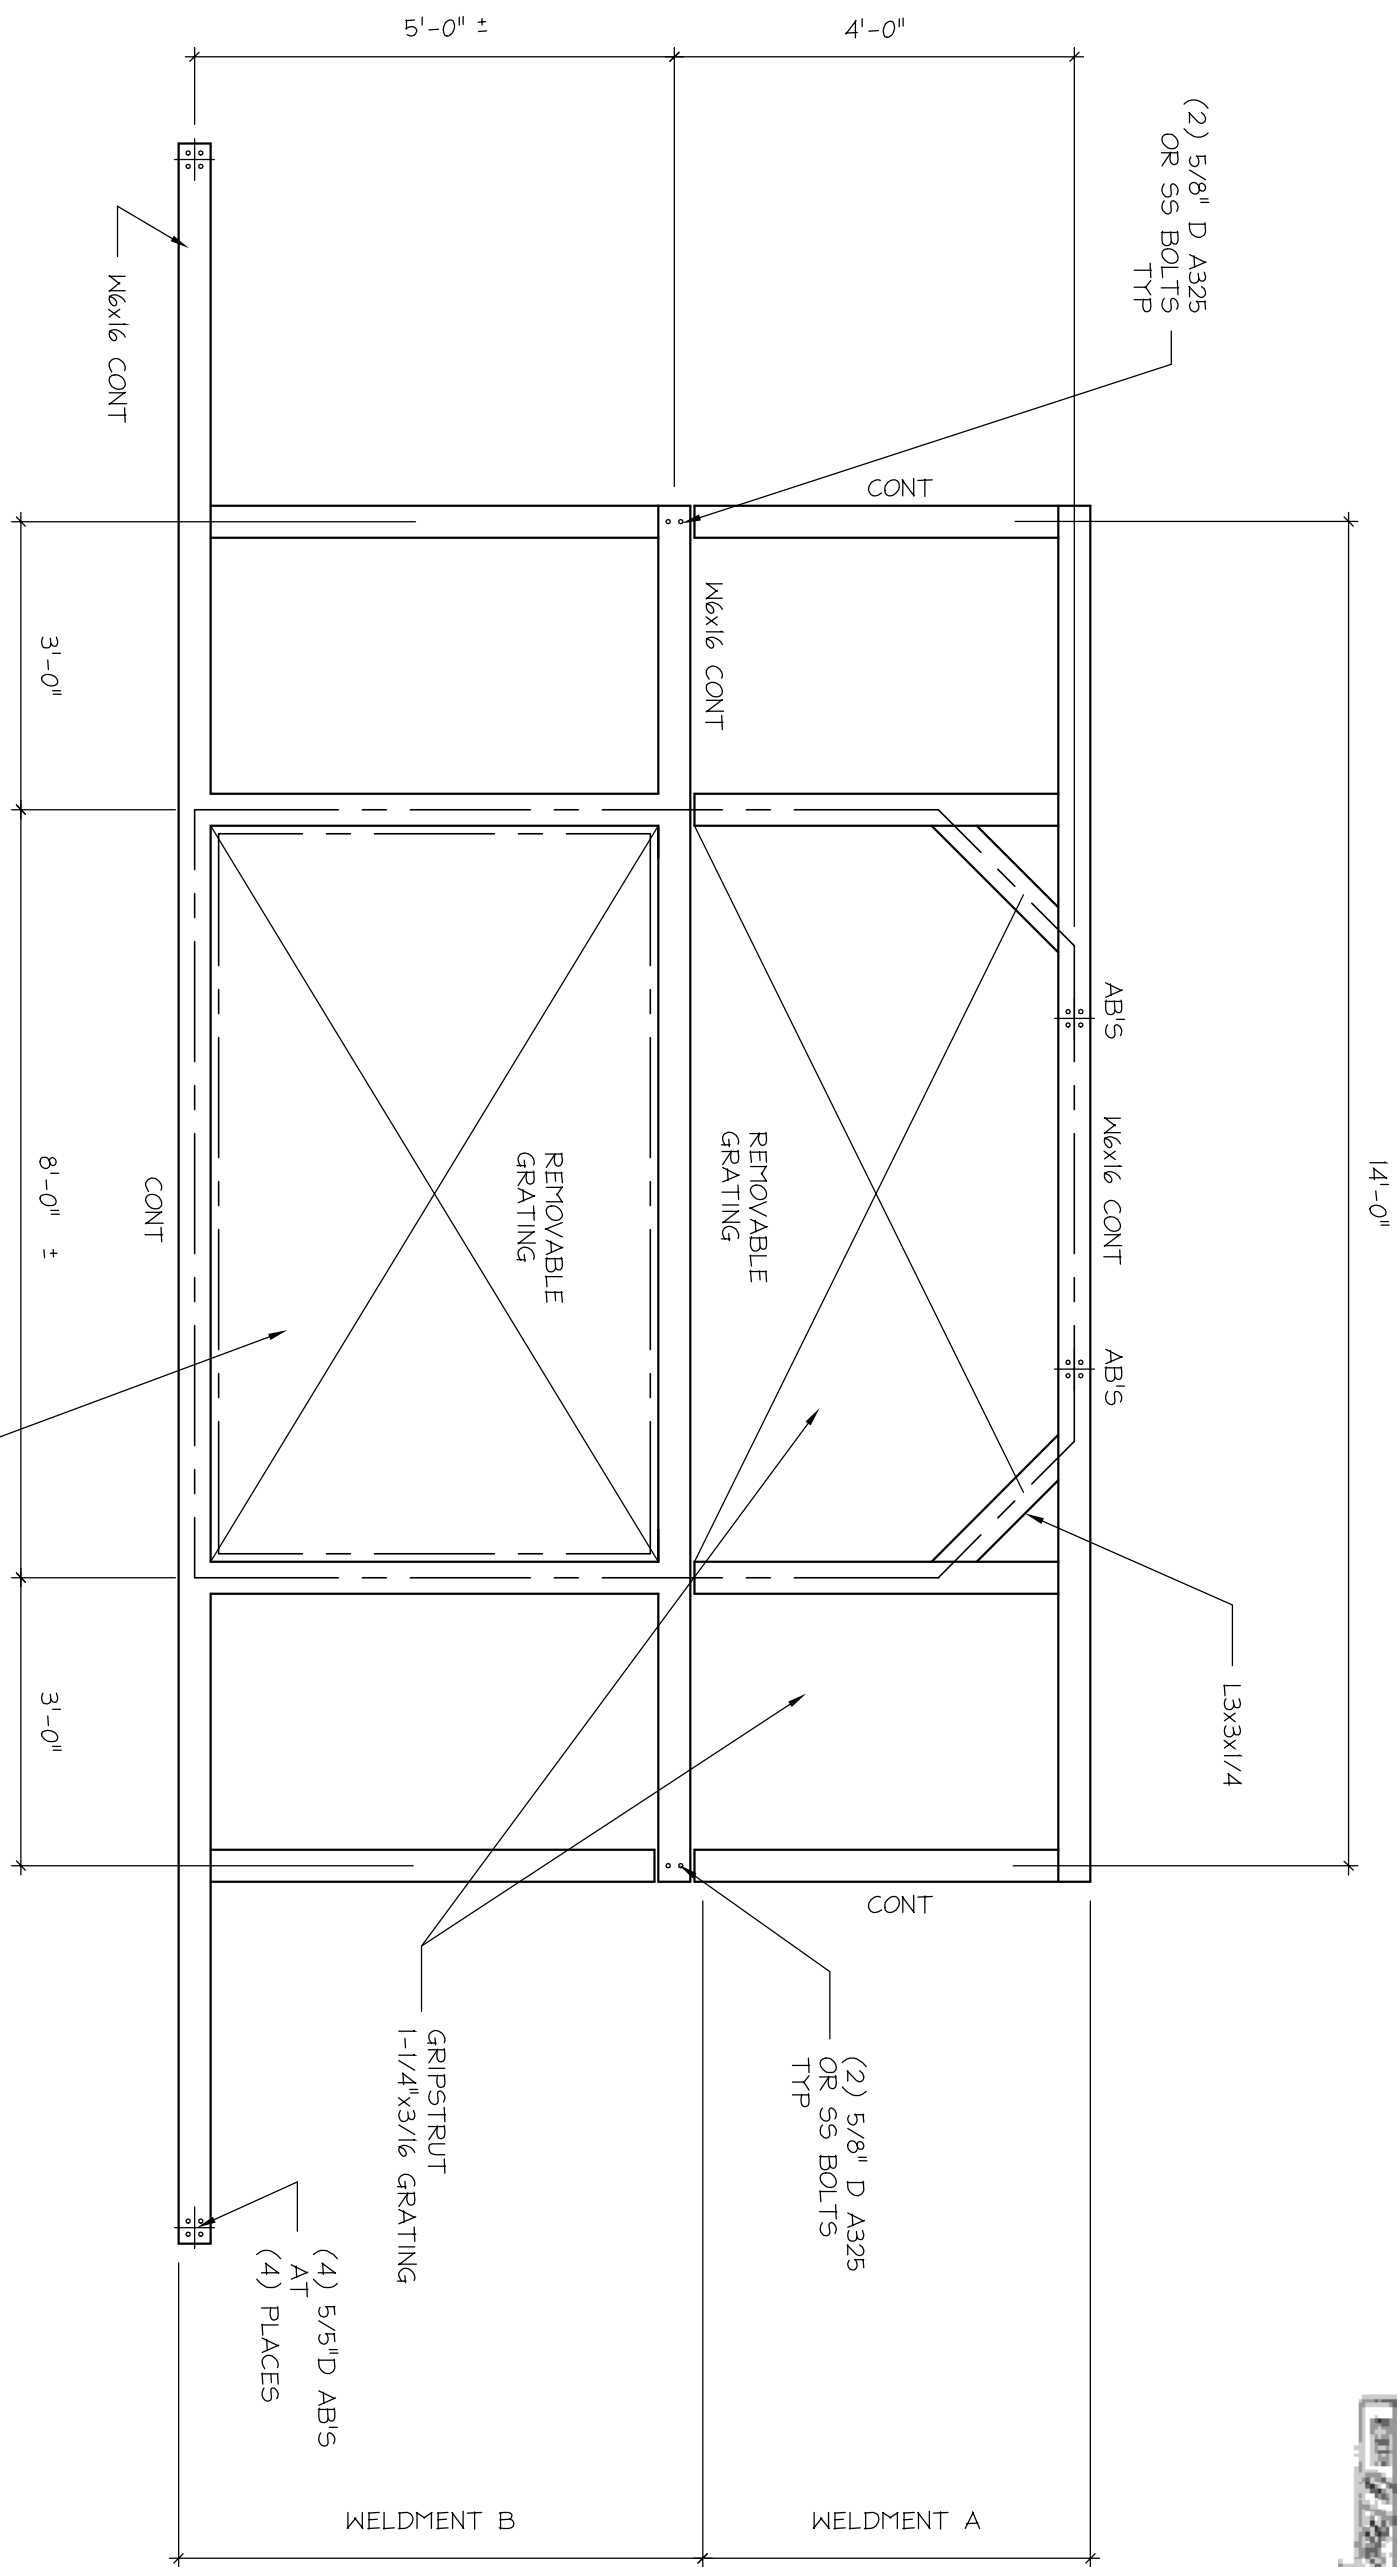 14'-0"
(2) 5/8" D A325
OR SS BOLTS
TYP
4'-0"
5'-0" ±
CONT
AB'S
W6x16 CONT
AB'S
L3x3x1/4
W6x16 CONT
REMOVABLE
GRATING
REMOVABLE
GRATING
CONT
W6x16 CONT
CONT
(2) 5/8" D A325
OR SS BOLTS
TYP
GRIPSTRUT
1-1/4"x3/16 GRATING
(4) 5/5"D AB'S
AT
(4) PLACES
WELDMENT A
WELDMENT B
3'-0"
8'-0" ±
3'-0"